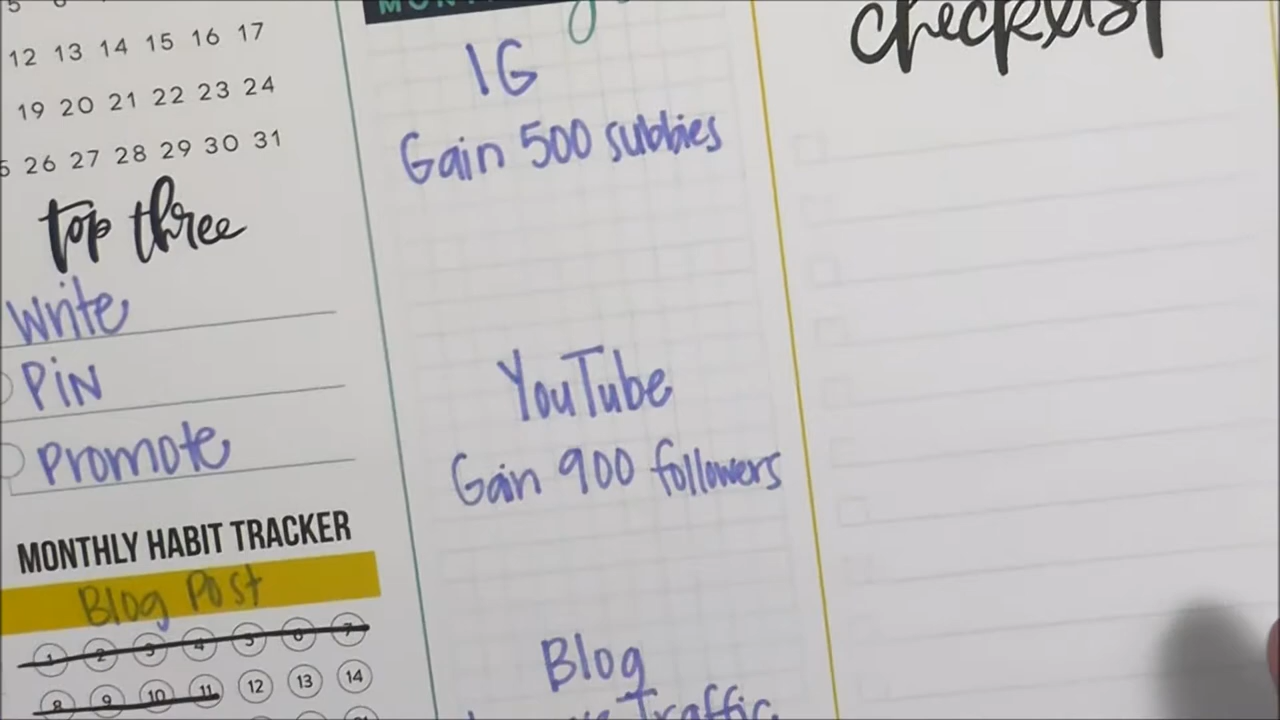 12 13 14 15 16 17
19 20 21 22 23 24
26 27 28 29 30 31
top three
Write
Pin
Promote
MONTHLY HABIT TRACKER
Blog Post
1 2 3 4 5 6 7
8 9 10 11 12 13 14
IG
Gain 500 subbies
YouTube
Gain 900 followers
Blog
Traffic
checklist